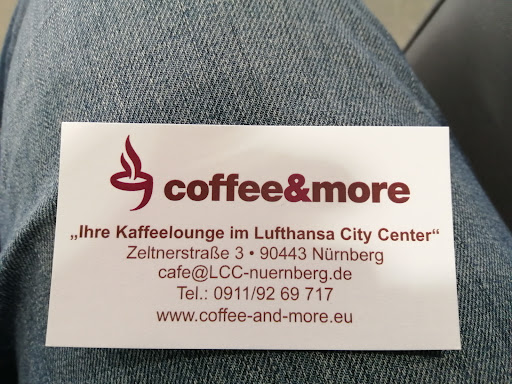 coffee&more
„Ihre Kaffeelounge im Lufthansa City Center“
Zeltnerstraße 3 • 90443 Nürnberg
cafe@LCC-nuernberg.de
Tel.: 0911/92 69 717
www.coffee-and-more.eu